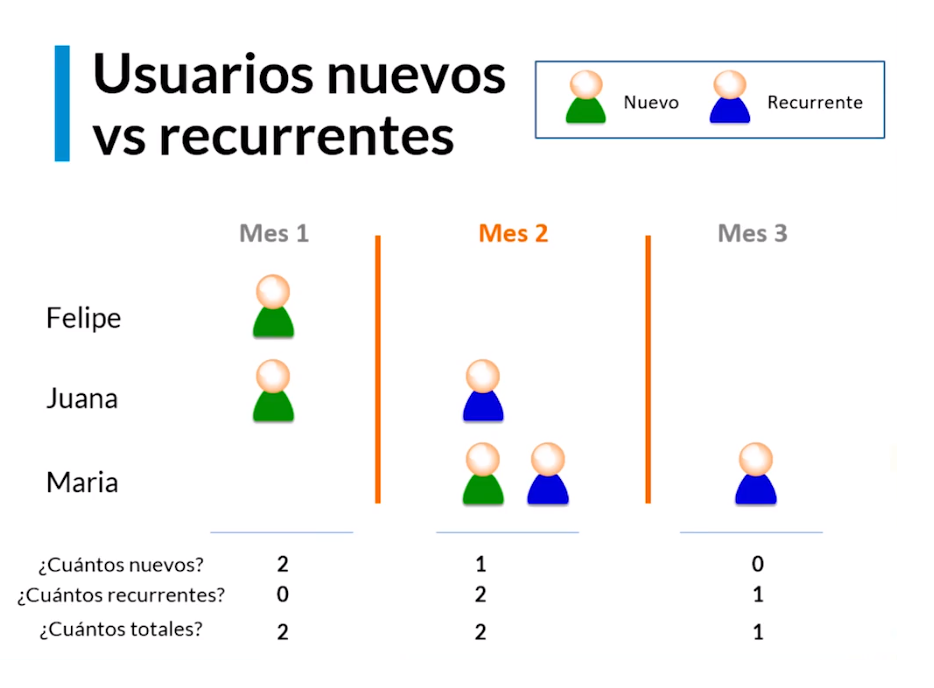 Usuarios nuevos
vs recurrentes
Nuevo
Recurrente
Mes 1
Mes 2
Mes 3
Felipe
Juana
Maria
¿Cuántos nuevos? 2 1 0
¿Cuántos recurrentes? 0 2 1
¿Cuántos totales? 2 2 1